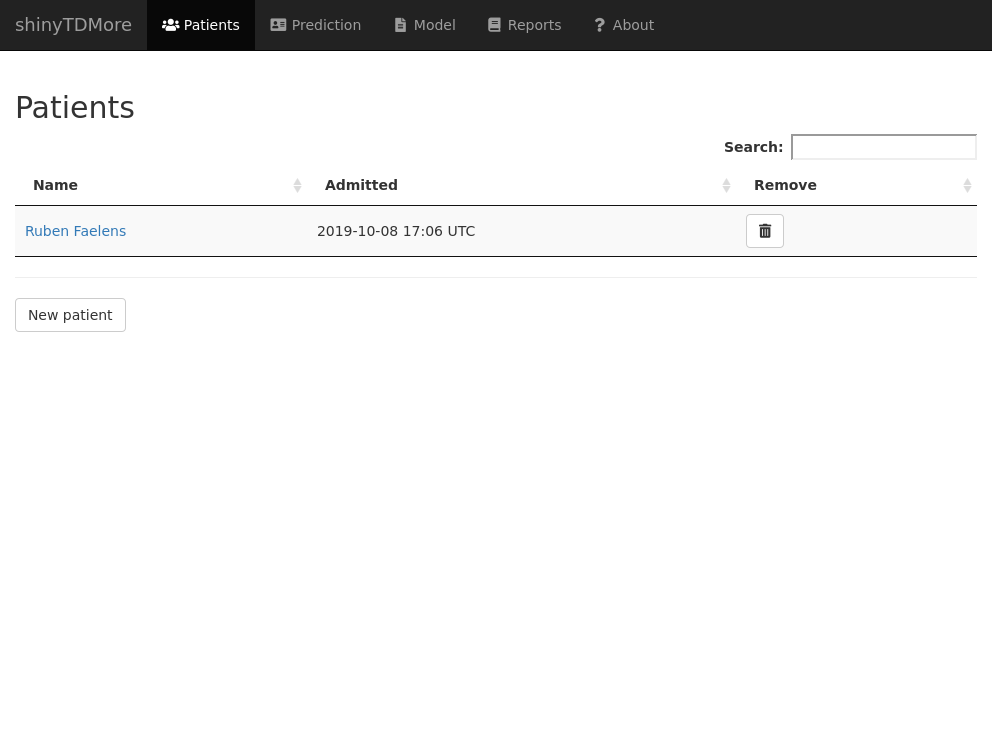 shinyTDMore Patients Prediction Model Reports About
Patients
Search:
Name Admitted Remove
Ruben Faelens 2019-10-08 17:06 UTC
New patient